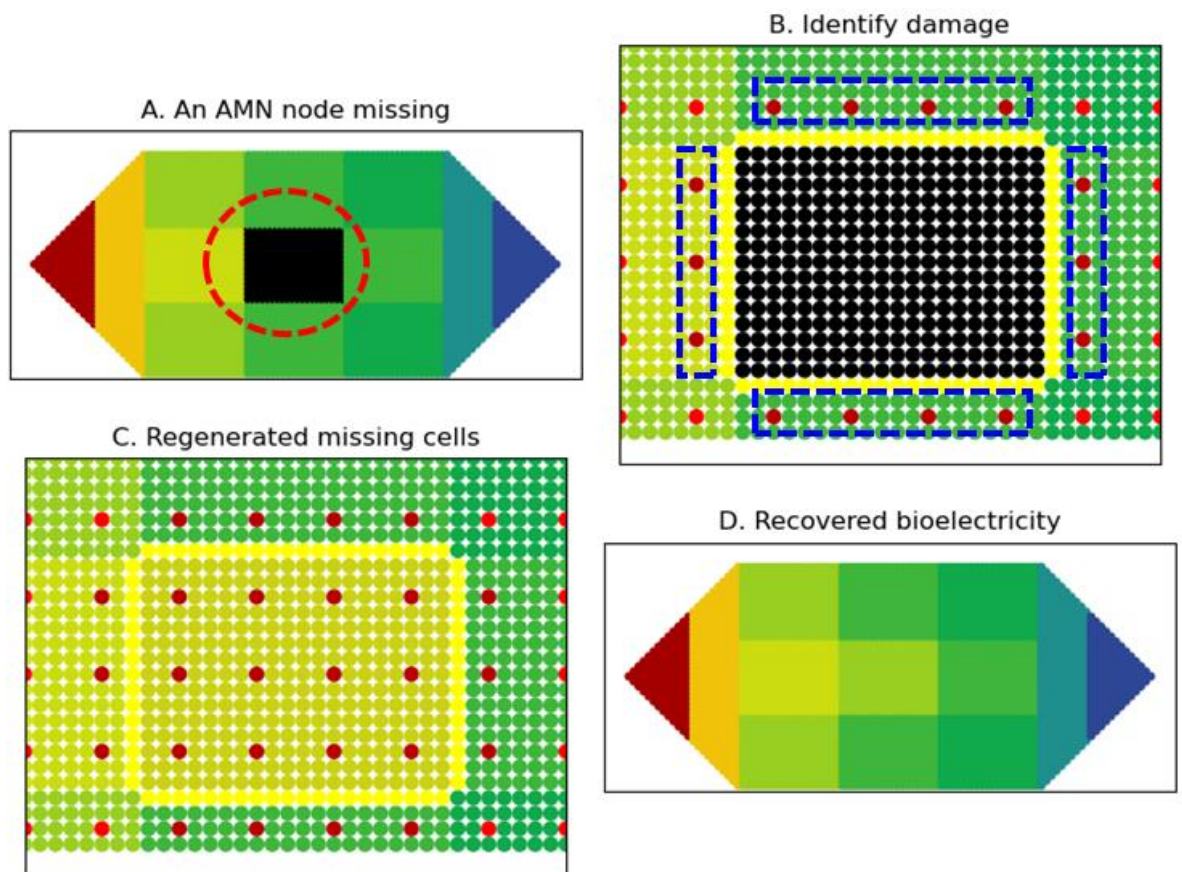 A. An AMN node missing
B. Identify damage
C. Regenerated missing cells
D. Recovered bioelectricity